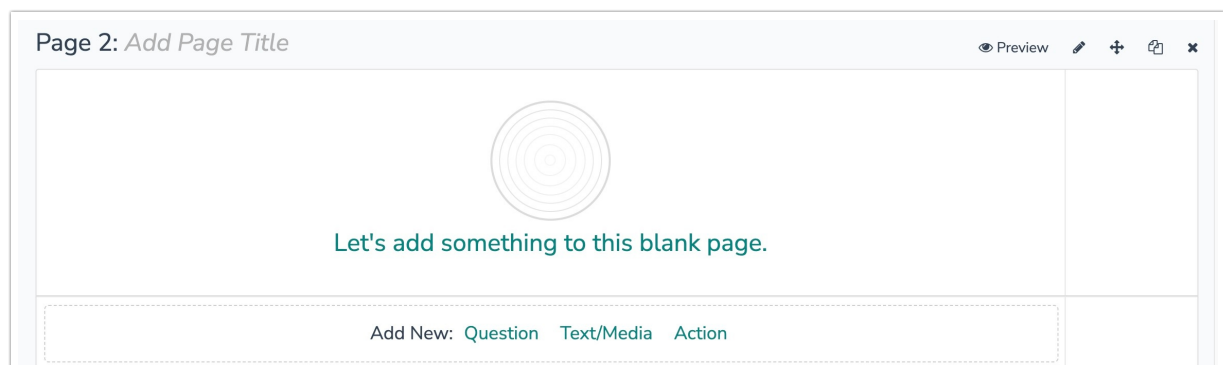 Page 2: Add Page Title
Preview
Let's add something to this blank page.
Add New: Question Text/Media Action